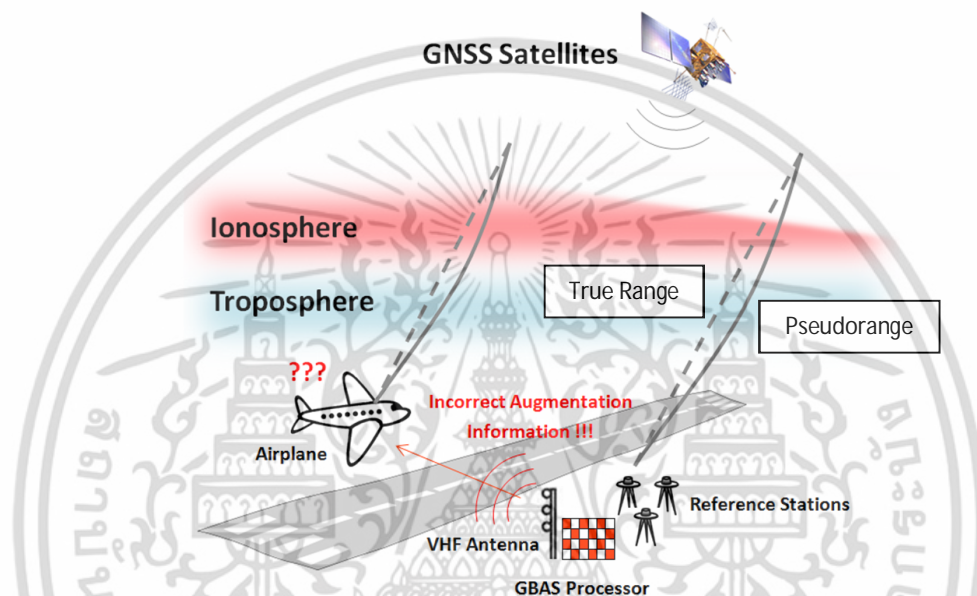 GNSS Satellites
Ionosphere
Troposphere
True Range
Pseudorange
???
Incorrect Augmentation
Information !!!
Airplane
Reference Stations
VHF Antenna
GBAS Processor